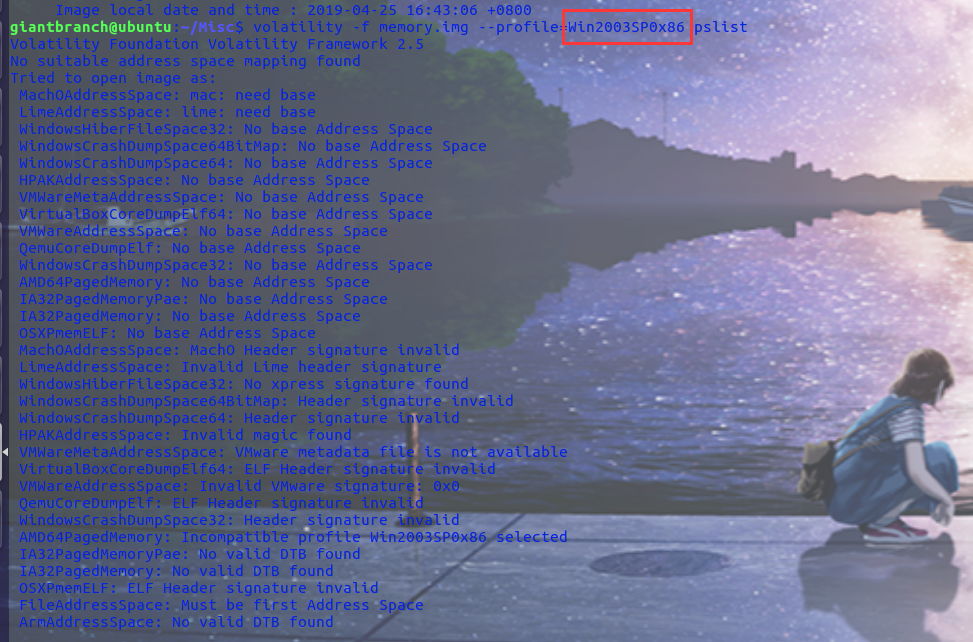 Image local date and time : 2019-04-25 16:43:06 +0800
giantbranch@ubuntu:~/Misc$ volatility -f memory.img --profile=Win2003SP0x86 pslist
Volatility Foundation Volatility Framework 2.5
No suitable address space mapping found
Tried to open image as:
MachOAddressSpace: mac: need base
LimeAddressSpace: lime: need base
WindowsHiberFileSpace32: No base Address Space
WindowsCrashDumpSpace64BitMap: No base Address Space
WindowsCrashDumpSpace64: No base Address Space
HPAKAddressSpace: No base Address Space
VMWareMetaAddressSpace: No base Address Space
VirtualBoxCoreDumpElf64: No base Address Space
VMWareAddressSpace: No base Address Space
QemuCoreDumpElf: No base Address Space
WindowsCrashDumpSpace32: No base Address Space
AMD64PagedMemory: No base Address Space
IA32PagedMemoryPae: No base Address Space
IA32PagedMemory: No base Address Space
OSXPmemELF: No base Address Space
MachOAddressSpace: MachO Header signature invalid
LimeAddressSpace: Invalid Lime header signature
WindowsHiberFileSpace32: No xpress signature found
WindowsCrashDumpSpace64BitMap: Header signature invalid
WindowsCrashDumpSpace64: Header signature invalid
HPAKAddressSpace: Invalid magic found
VMWareMetaAddressSpace: VMware metadata file is not available
VirtualBoxCoreDumpElf64: ELF Header signature invalid
VMWareAddressSpace: Invalid VMware signature: 0x0
QemuCoreDumpElf: ELF Header signature invalid
WindowsCrashDumpSpace32: Header signature invalid
AMD64PagedMemory: Incompatible profile Win2003SP0x86 selected
IA32PagedMemoryPae: No valid DTB found
IA32PagedMemory: No valid DTB found
OSXPmemELF: ELF Header signature invalid
FileAddressSpace: Must be first Address Space
ArmAddressSpace: No valid DTB found